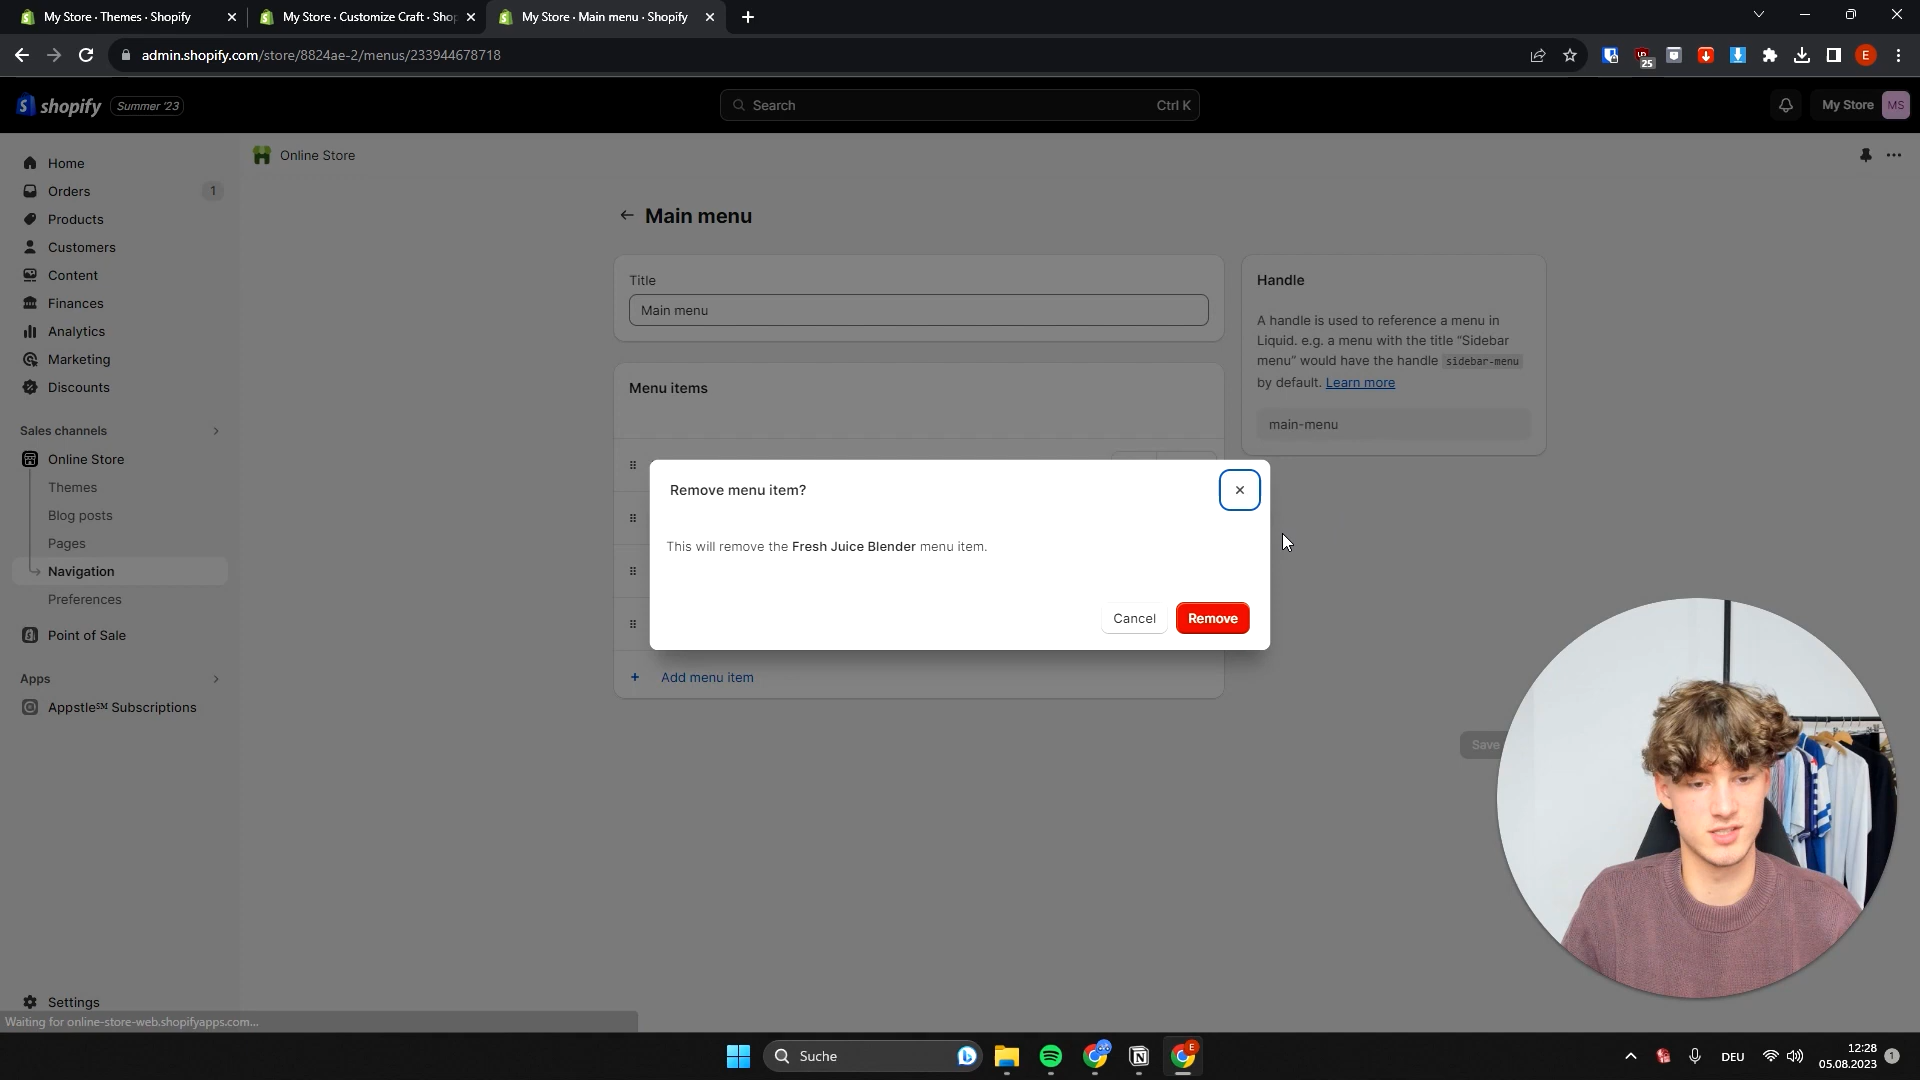 My Store · Themes · Shopify
My Store · Customize Craft · Shop
My Store · Main menu · Shopify
admin.shopify.com/store/8824ae-2/menus/233944678718
25
E
shopify
Summer '23
Search
Ctrl K
My Store
MS
Home
Orders
1
Products
Customers
Content
Finances
Analytics
Marketing
Discounts
Sales channels
Online Store
Themes
Blog posts
Pages
Navigation
Preferences
Point of Sale
Apps
Appstle℠ Subscriptions
Settings
Waiting for online-store-web.shopifyapps.com...
Online Store
Main menu
Title
Main menu
Menu items
Add menu item
Handle
A handle is used to reference a menu in
Liquid. e.g. a menu with the title “Sidebar
menu” would have the handle sidebar-menu
by default. Learn more
main-menu
Remove menu item?
This will remove the Fresh Juice Blender menu item.
Cancel
Remove
Save
Suche
E
DEU
12:28
05.08.2023
1